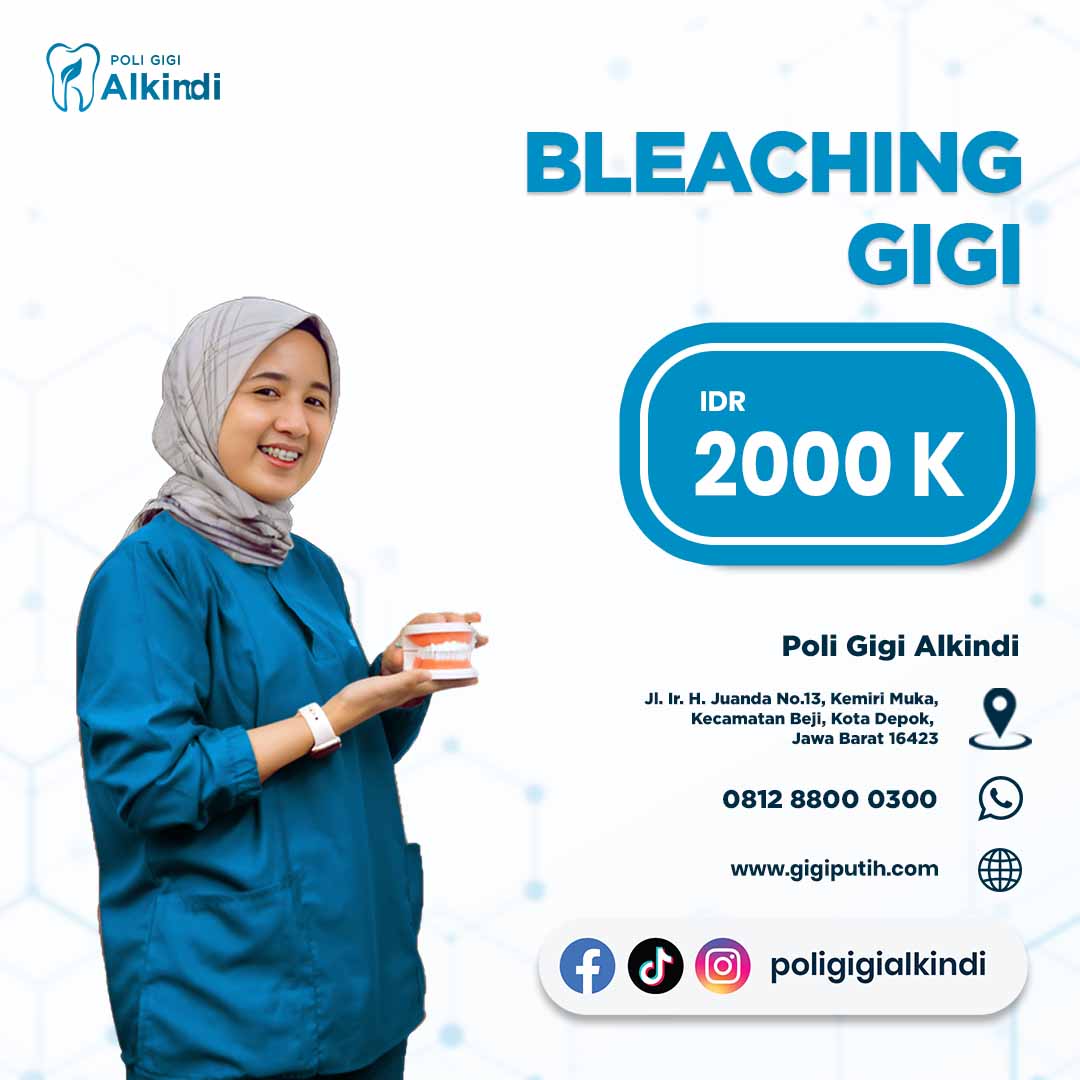 POLI GIGI
Alkindi
BLEACHING
GIGI
IDR
2000 K
Poli Gigi Alkindi
Jl. Ir. H. Juanda No.13, Kemiri Muka,
Kecamatan Beji, Kota Depok,
Jawa Barat 16423
0812 8800 0300
www.gigiputih.com
poligigialkindi